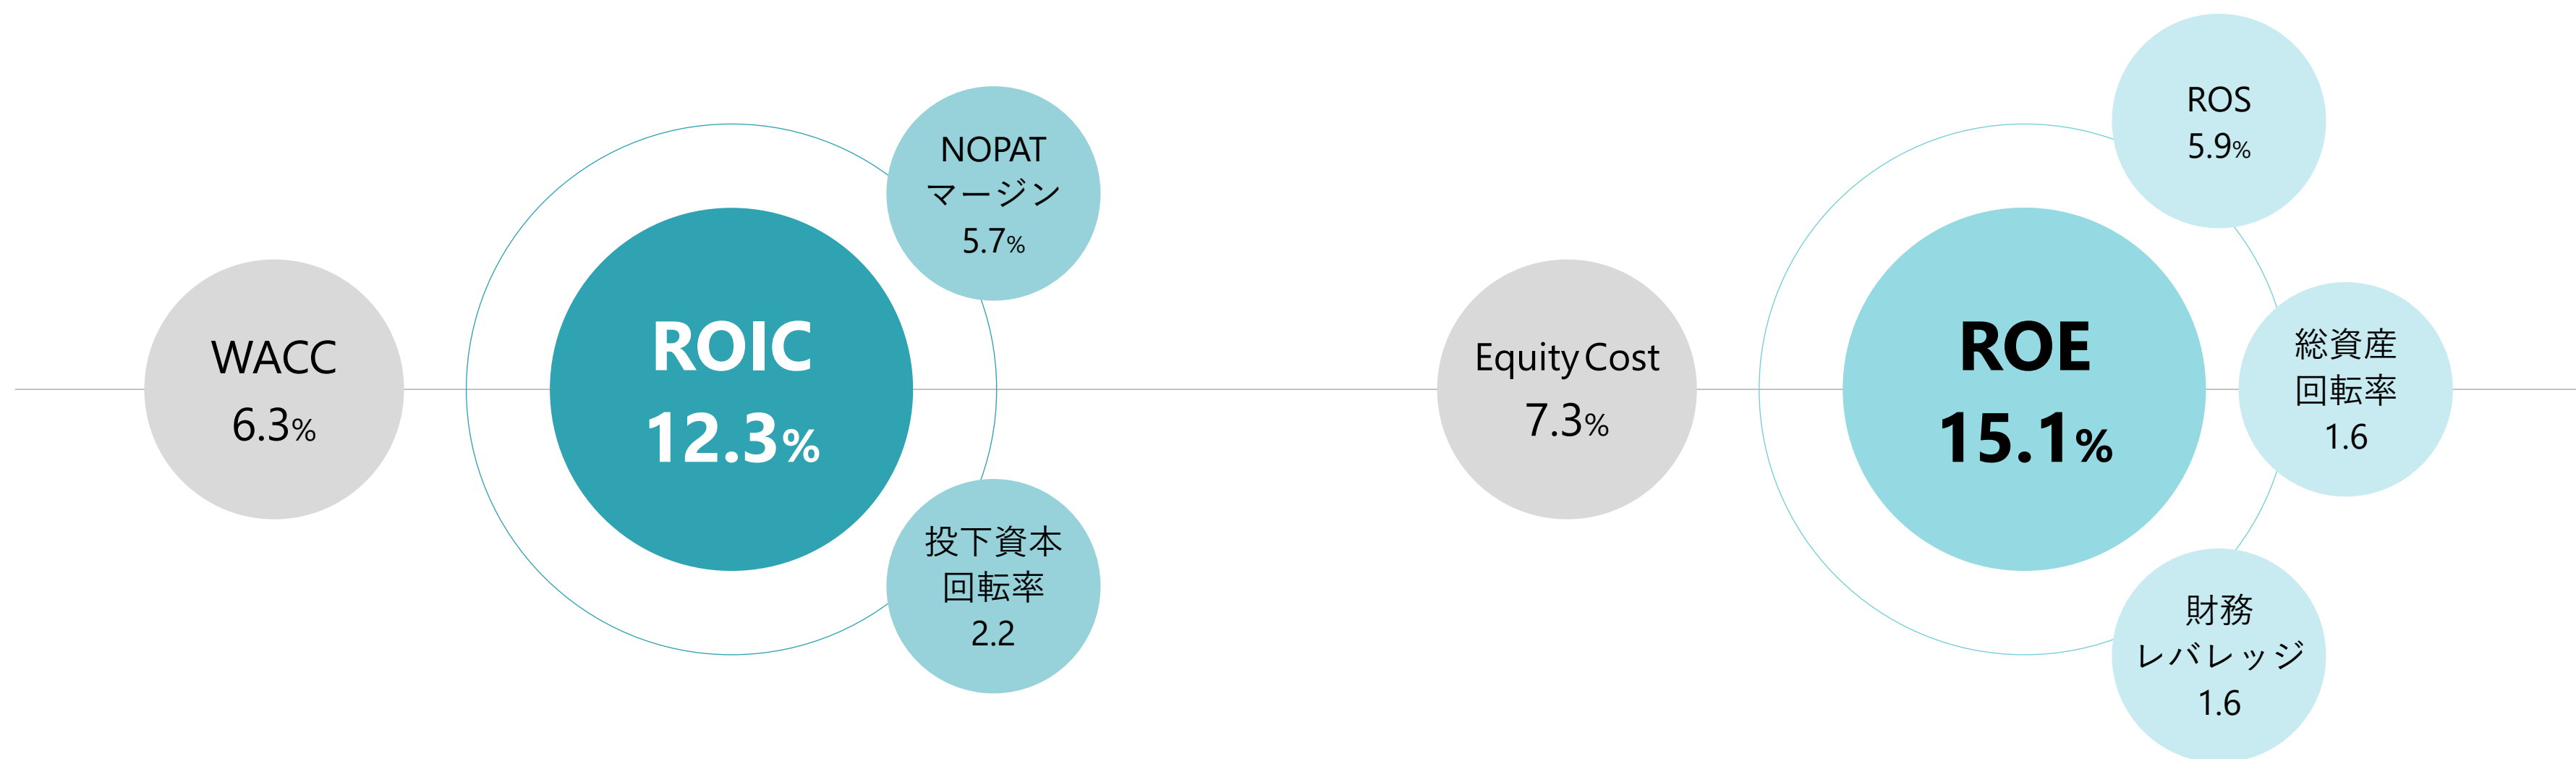 WACC
6.3%
ROIC
12.3%
NOPAT
マージン
5.7%
投下資本
回転率
2.2
Equity Cost
7.3%
ROE
15.1%
ROS
5.9%
総資産
回転率
1.6
財務
レバレッジ
1.6